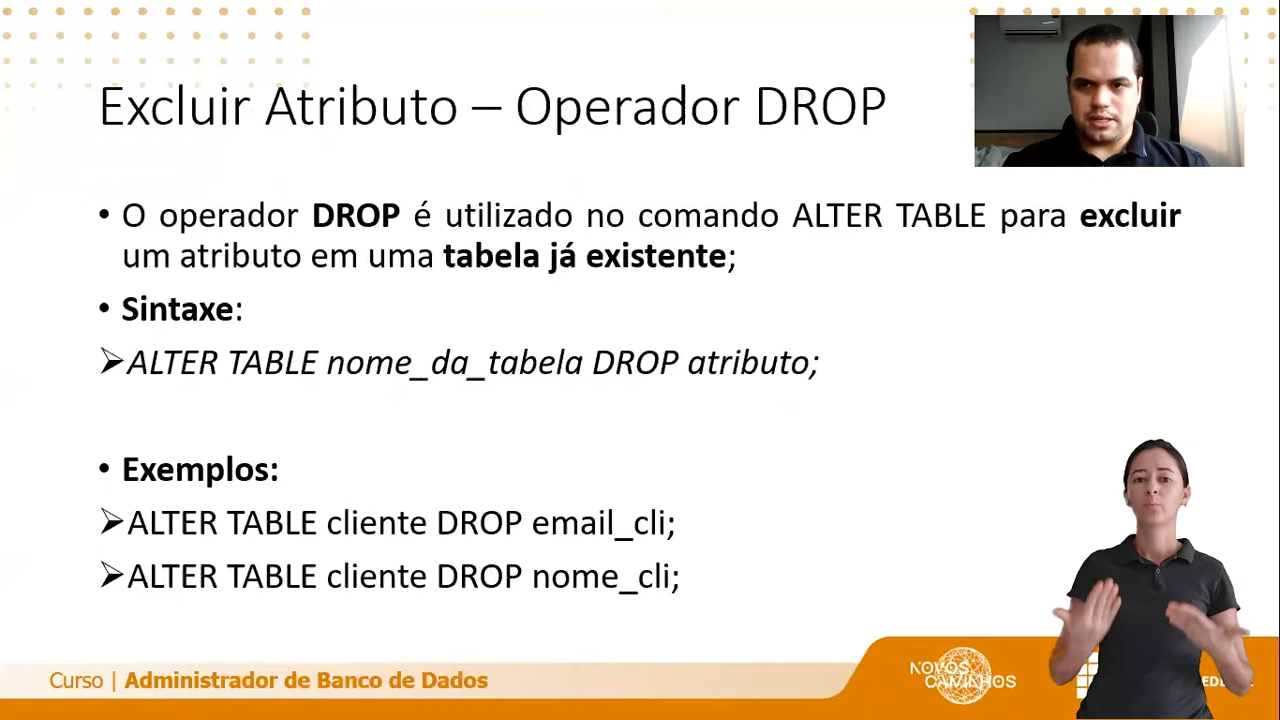 Excluir Atributo – Operador DROP
• O operador DROP é utilizado no comando ALTER TABLE para excluir
um atributo em uma tabela já existente;
• Sintaxe:
➢ALTER TABLE nome_da_tabela DROP atributo;
• Exemplos:
➢ALTER TABLE cliente DROP email_cli;
➢ALTER TABLE cliente DROP nome_cli;
Curso | Administrador de Banco de Dados
NOVOS
CAMINHOS